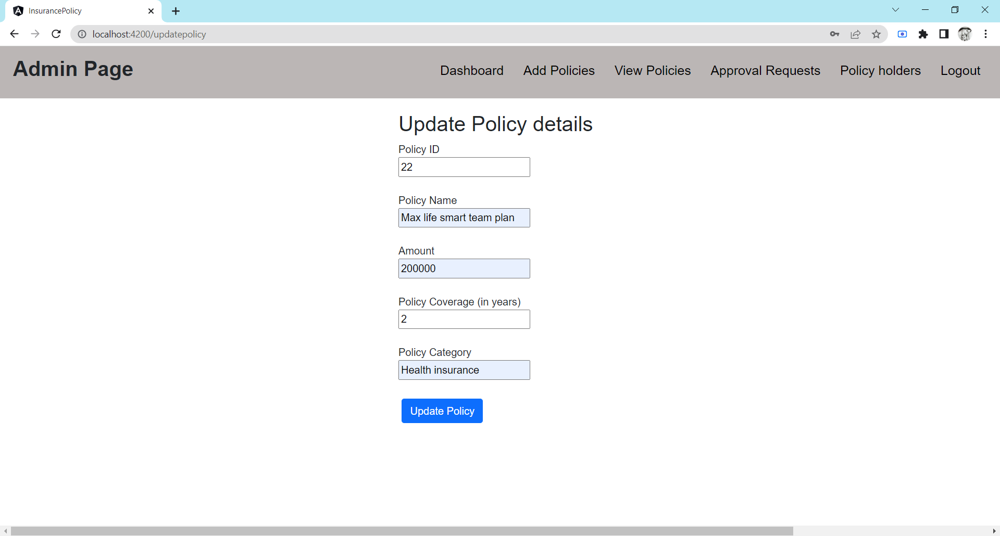 InsurancePolicy
localhost:4200/updatepolicy
Admin Page
Dashboard Add Policies View Policies Approval Requests Policy holders Logout
Update Policy details
Policy ID
22
Policy Name
Max life smart team plan
Amount
200000
Policy Coverage (in years)
2
Policy Category
Health insurance
Update Policy